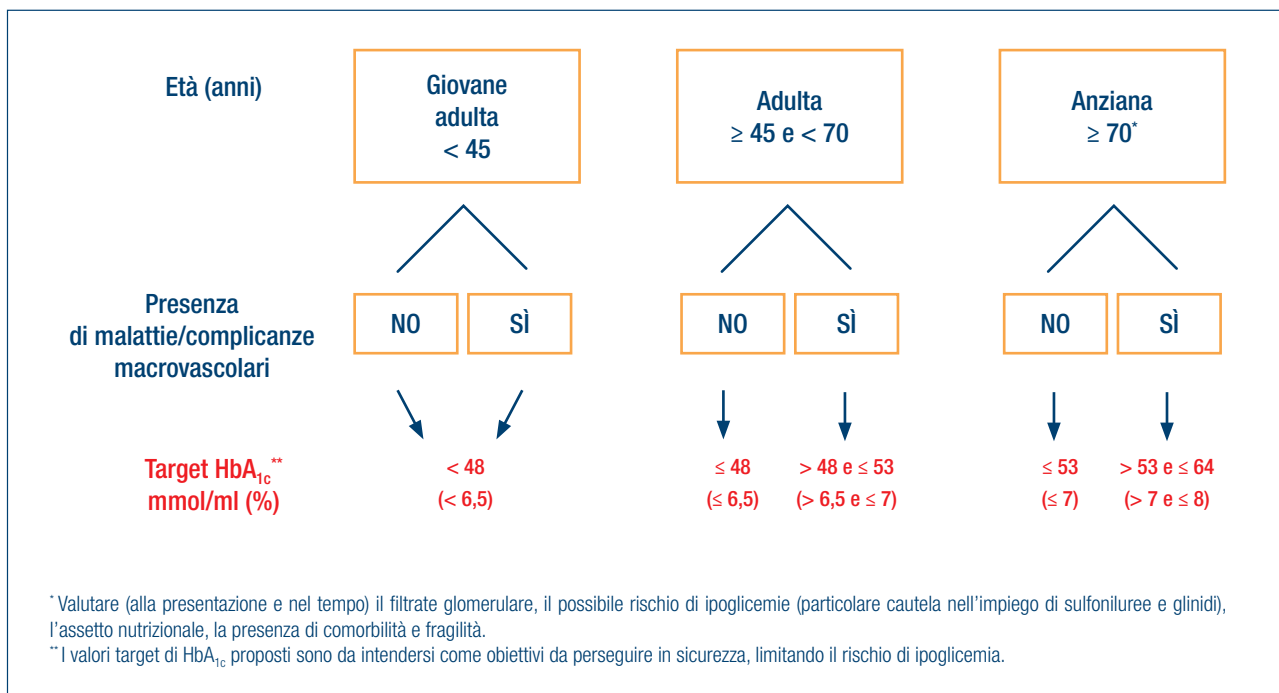 Età (anni)
Giovane
adulta
< 45
Adulta
≥ 45 e < 70
Anziana
≥ 70*
Presenza
di malattie/complicanze
macrovascolari
NO
SÌ
NO
SÌ
NO
SÌ
Target HbA1c**
mmol/ml (%)
< 48
(< 6,5)
≤ 48
(≤ 6,5)
> 48 e ≤ 53
(> 6,5 e ≤ 7)
≤ 53
(≤ 7)
> 53 e ≤ 64
(> 7 e ≤ 8)
* Valutare (alla presentazione e nel tempo) il filtrate glomerulare, il possibile rischio di ipoglicemie (particolare cautela nell'impiego di sulfoniluree e glinidi),
l'assetto nutrizionale, la presenza di comorbilità e fragilità.
** I valori target di HbA1c proposti sono da intendersi come obiettivi da perseguire in sicurezza, limitando il rischio di ipoglicemia.